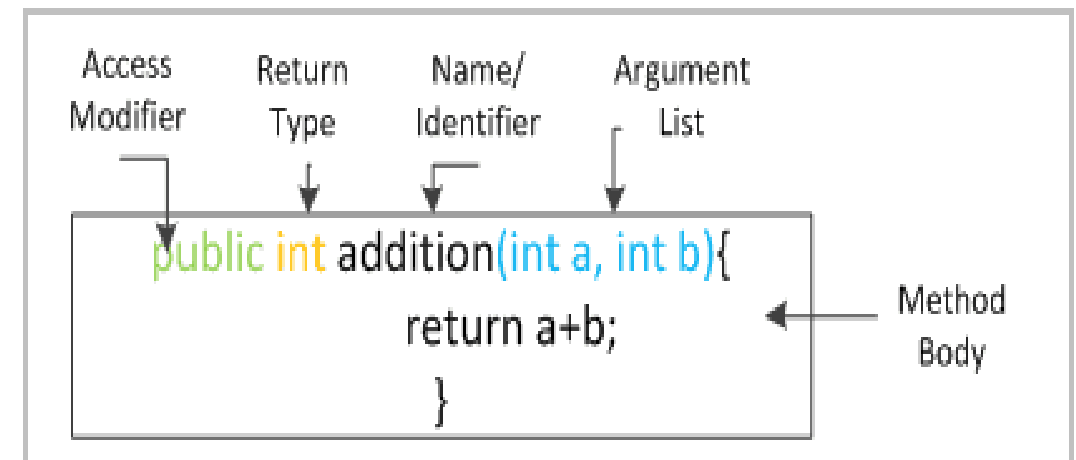 Access
Modifier
Return
Type
Name/
Identifier
Argument
List
public int addition(int a, int b){
return a+b;
}
Method
Body